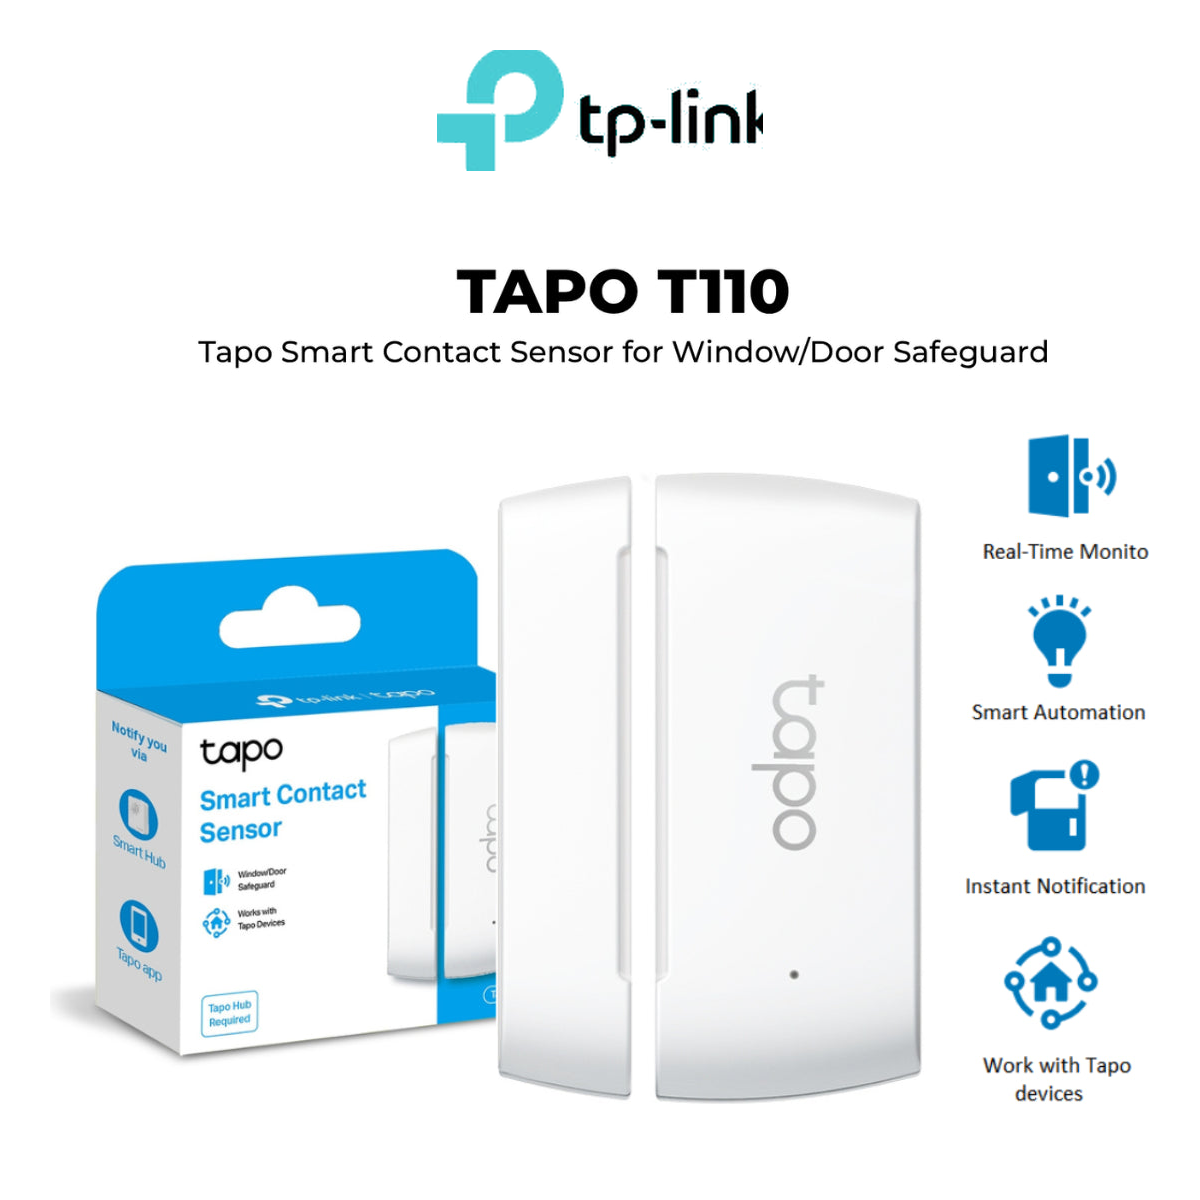 tp-link
TAPO T110
Tapo Smart Contact Sensor for Window/Door Safeguard
Real-Time Monito
Smart Automation
Instant Notification
Work with Tapo
devices
tp-link | tapo
Notify you
via
Smart Hub
Tapo app
tapo
Smart Contact
Sensor
Window/Door
Safeguard
Works with
Tapo Devices
Tapo Hub
Required
tapo